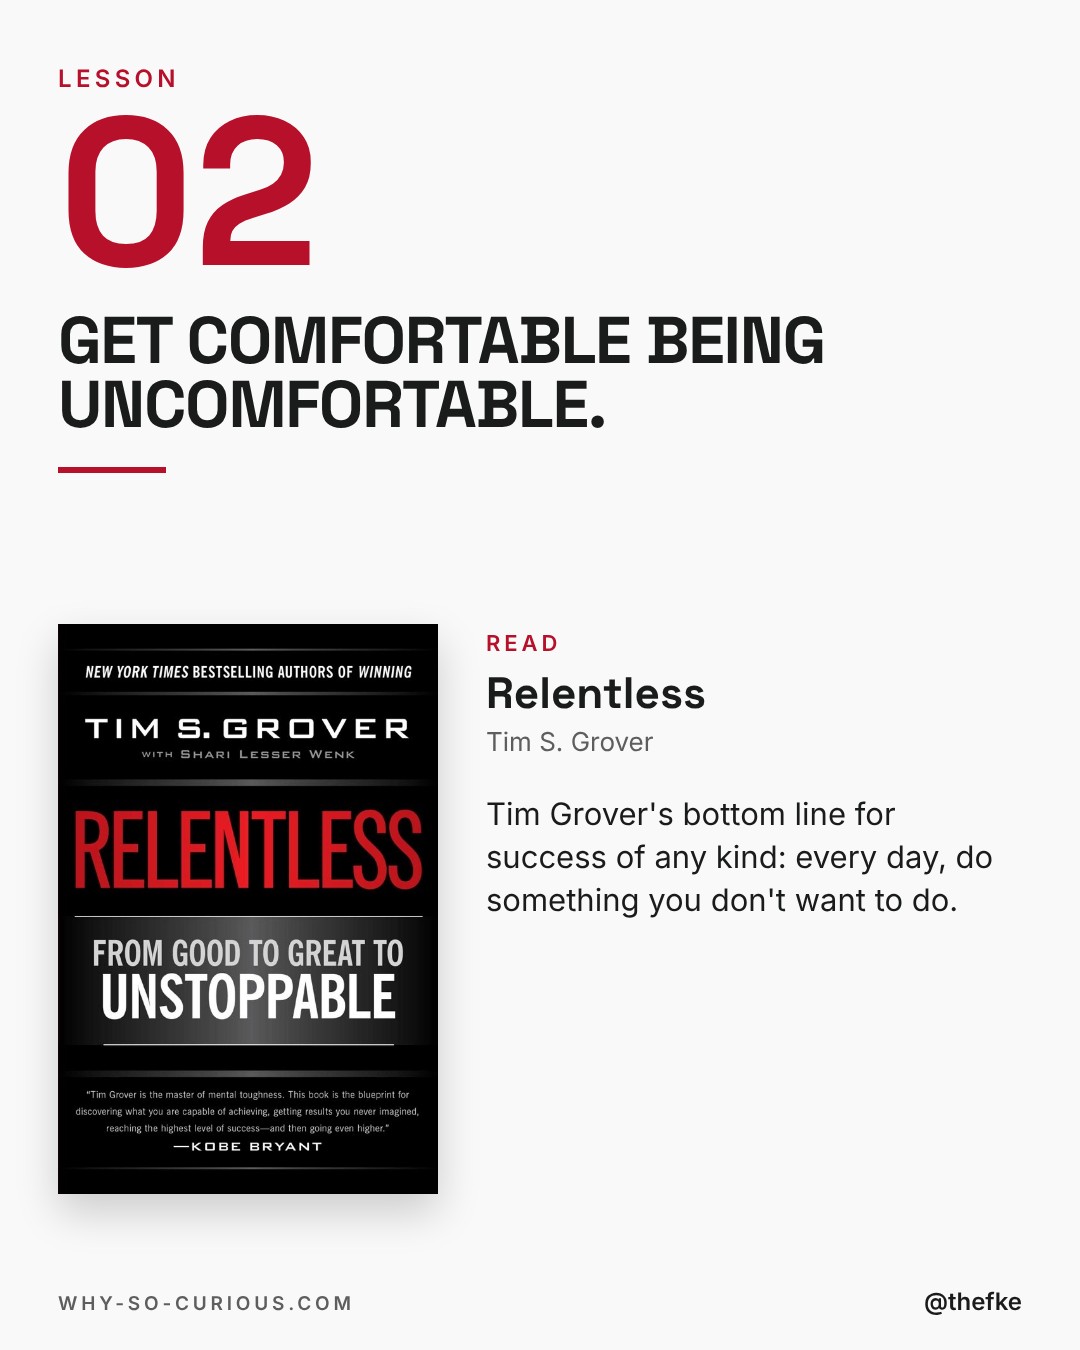 LESSON
02
GET COMFORTABLE BEING
UNCOMFORTABLE.
NEW YORK TIMES BESTSELLING AUTHORS OF WINNING
TIM S. GROVER
WITH SHARI LESSER WENK
RELENTLESS
FROM GOOD TO GREAT TO
UNSTOPPABLE
"Tim Grover is the master of mental toughness. This book is the blueprint for
discovering what you are capable of achieving, getting results you never imagined,
reaching the highest level of success—and then going even higher."
—KOBE BRYANT
READ
Relentless
Tim S. Grover
Tim Grover's bottom line for
success of any kind: every day, do
something you don't want to do.
WHY-SO-CURIOUS.COM
@thefke